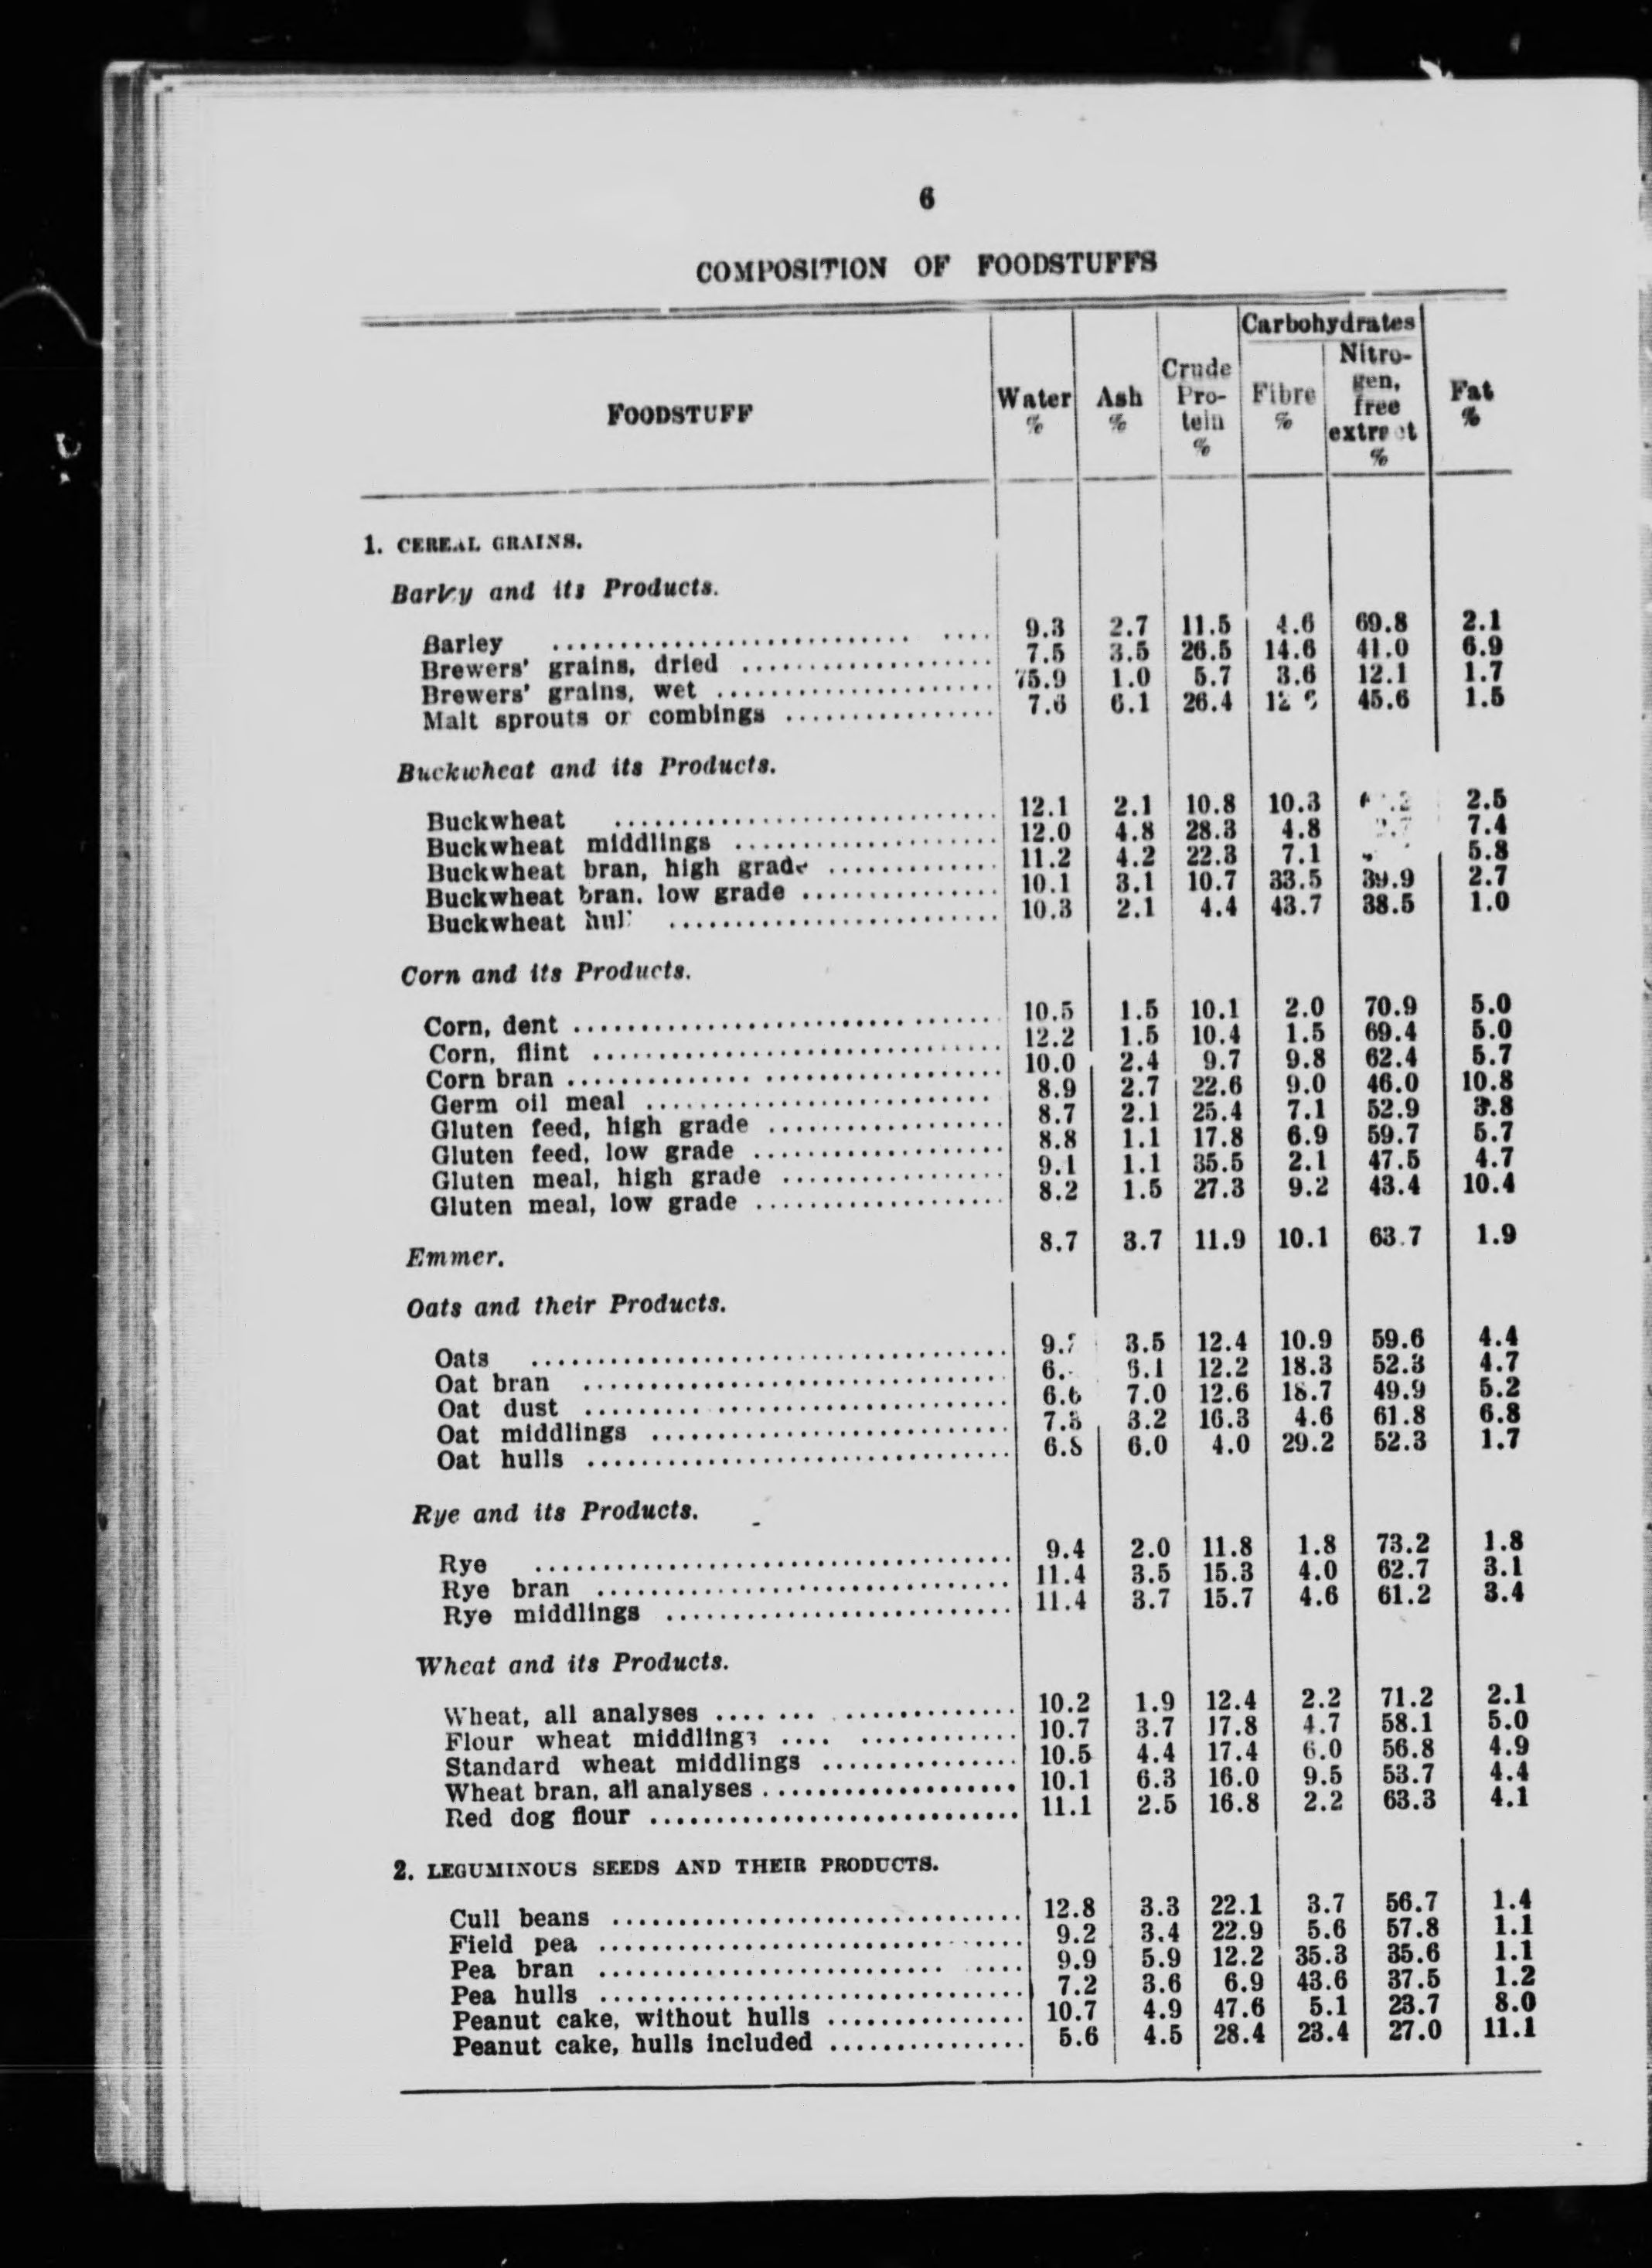 6
COMPOSITION OF FOODSTUFFS
FOODSTUFF Water % Ash % Crude Protein % Carbohydrates Fibre % Nitrogen, free extract % Fat %
1. CEREAL GRAINS.
Barley and its Products.
Barley 9.3 2.7 11.5 4.6 69.8 2.1
Brewers' grains, dried 7.5 3.5 26.5 14.6 41.0 6.9
Brewers' grains, wet 75.9 1.0 5.7 3.6 12.1 1.7
Malt sprouts or combings 7.6 6.1 26.4 45.6 1.5
Buckwheat and its Products.
Buckwheat 12.1 2.1 10.8 10.3 2.5
Buckwheat middlings 12.0 4.8 28.3 4.8 7.4
Buckwheat bran, high grade 11.2 4.2 22.3 7.1 5.8
Buckwheat bran, low grade 10.1 3.1 10.7 33.5 39.9 2.7
Buckwheat 10.3 2.1 4.4 43.7 38.5 1.0
Corn and its Products.
Corn, dent 10.5 1.5 10.1 2.0 70.9 5.0
Corn, flint 12.2 1.5 10.4 1.5 69.4 5.0
Corn bran 10.0 2.4 9.7 9.8 62.4 5.7
Germ oil meal 8.9 2.7 22.6 9.0 46.0 10.8
Gluten feed, high grade 8.7 2.1 25.4 7.1 52.9 3.8
Gluten feed, low grade 8.8 1.1 17.8 6.9 59.7 5.7
Gluten meal, high grade 9.1 1.1 35.5 2.1 47.5 4.7
Gluten meal, low grade 8.2 1.5 27.3 9.2 43.4 10.4
Emmer. 8.7 3.7 11.9 10.1 63.7 1.9
Oats and their Products.
Oats 3.5 12.4 10.9 59.6 4.4
Oat bran 12.2 18.3 52.3 4.7
Oat dust 6.6 7.0 12.6 18.7 49.9 5.2
Oat middlings 3.2 16.3 4.6 61.8 6.8
Oat hulls 6.0 4.0 29.2 52.3 1.7
Rye and its Products.
Rye 9.4 2.0 11.8 1.8 73.2 1.8
Rye bran 11.4 3.5 15.3 4.0 62.7 3.1
Rye middlings 11.4 3.7 15.7 4.6 61.2 3.4
Wheat and its Products.
Wheat, all analyses 10.2 1.9 12.4 2.2 71.2 2.1
Flour wheat middlings 10.7 3.7 17.8 4.7 58.1 5.0
Standard wheat middlings 10.5 4.4 17.4 6.0 56.8 4.9
Wheat bran, all analyses 10.1 6.3 16.0 9.5 53.7 4.4
Red dog flour 11.1 2.5 16.8 2.2 63.3 4.1
2. LEGUMINOUS SEEDS AND THEIR PRODUCTS.
Cull beans 12.8 3.3 22.1 3.7 56.7 1.4
Field pea 9.2 3.4 22.9 5.6 57.8 1.1
Pea bran 9.9 5.9 12.2 35.3 35.6 1.1
Pea hulls 7.2 3.6 6.9 43.6 37.5 1.2
Peanut cake, without hulls 10.7 4.9 47.6 5.1 23.7 8.0
Peanut cake, hulls included 5.6 4.5 28.4 23.4 27.0 11.1